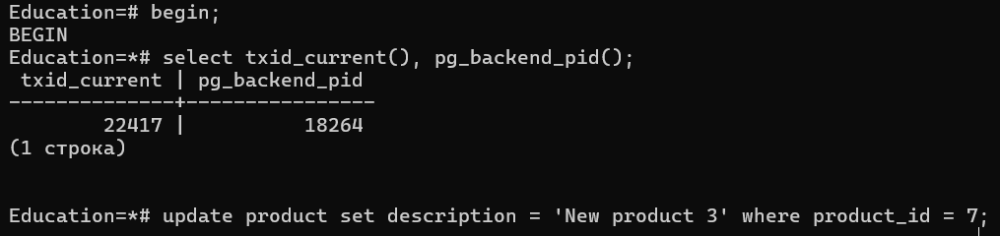 Education=# begin;
BEGIN
Education=*# select txid_current(), pg_backend_pid();
 txid_current | pg_backend_pid
--------------+----------------
        22417 |          18264
(1 строка)
Education=*# update product set description = 'New product 3' where product_id = 7;